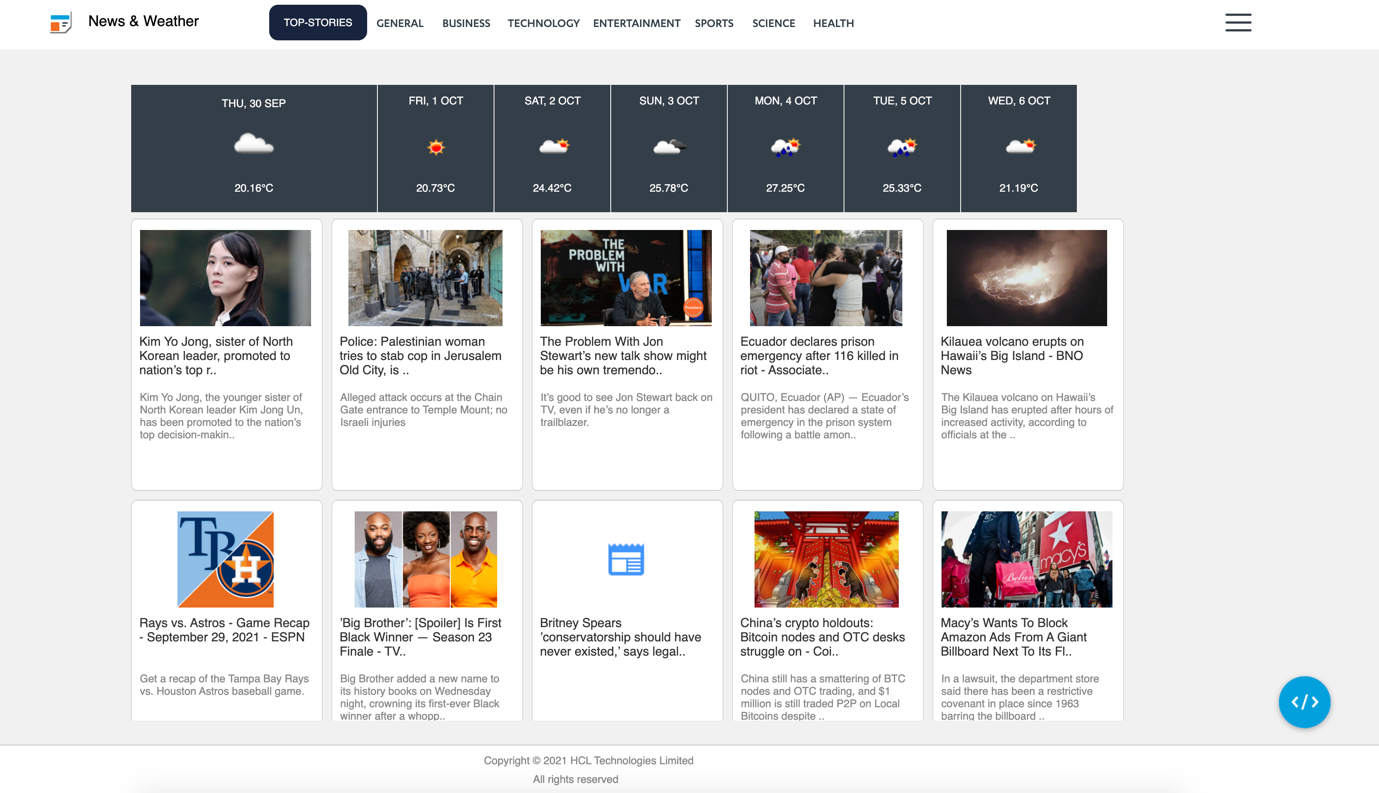 News & Weather
TOP-STORIES
GENERAL
BUSINESS
TECHNOLOGY
ENTERTAINMENT
SPORTS
SCIENCE
HEALTH
THU, 30 SEP
20.16°C
FRI, 1 OCT
20.73°C
SAT, 2 OCT
24.42°C
SUN, 3 OCT
25.78°C
MON, 4 OCT
27.25°C
TUE, 5 OCT
25.33°C
WED, 6 OCT
21.19°C
Kim Yo Jong, sister of North
Korean leader, promoted to
nation’s top r..
Kim Yo Jong, the younger sister of
North Korean leader Kim Jong Un,
has been promoted to the nation’s
top decision-makin..
Police: Palestinian woman
tries to stab cop in Jerusalem
Old City, is ..
Alleged attack occurs at the Chain
Gate entrance to Temple Mount; no
Israeli injuries
THE
PROBLEM
WITH
WAR
The Problem With Jon
Stewart’s new talk show might
be his own tremendo..
It’s good to see Jon Stewart back on
TV, even if he’s no longer a
trailblazer.
Ecuador declares prison
emergency after 116 killed in
riot - Associate..
QUITO, Ecuador (AP) — Ecuador’s
president has declared a state of
emergency in the prison system
following a battle amon..
Kilauea volcano erupts on
Hawaii’s Big Island - BNO
News
The Kilauea volcano on Hawaii’s
Big Island has erupted after hours of
increased activity, according to
officials at the ..
TB
H
Rays vs. Astros - Game Recap
- September 29, 2021 - ESPN
Get a recap of the Tampa Bay Rays
vs. Houston Astros baseball game.
’Big Brother’: [Spoiler] Is First
Black Winner — Season 23
Finale - TV..
Big Brother added a new name to
its history books on Wednesday
night, crowning its first-ever Black
winner after a whopp..
Britney Spears
’conservatorship should have
never existed,’ says legal..
China’s crypto holdouts:
Bitcoin nodes and OTC desks
struggle on - Coi..
China still has a smattering of BTC
nodes and OTC trading, and $1
million is still traded P2P on Local
Bitcoins despite ..
macy's
Believe
Macy’s Wants To Block
Amazon Ads From A Giant
Billboard Next To Its Fl..
In a lawsuit, the department store
said there has been a restrictive
covenant in place since 1963
barring the billboard ..
</>
Copyright © 2021 HCL Technologies Limited
All rights reserved